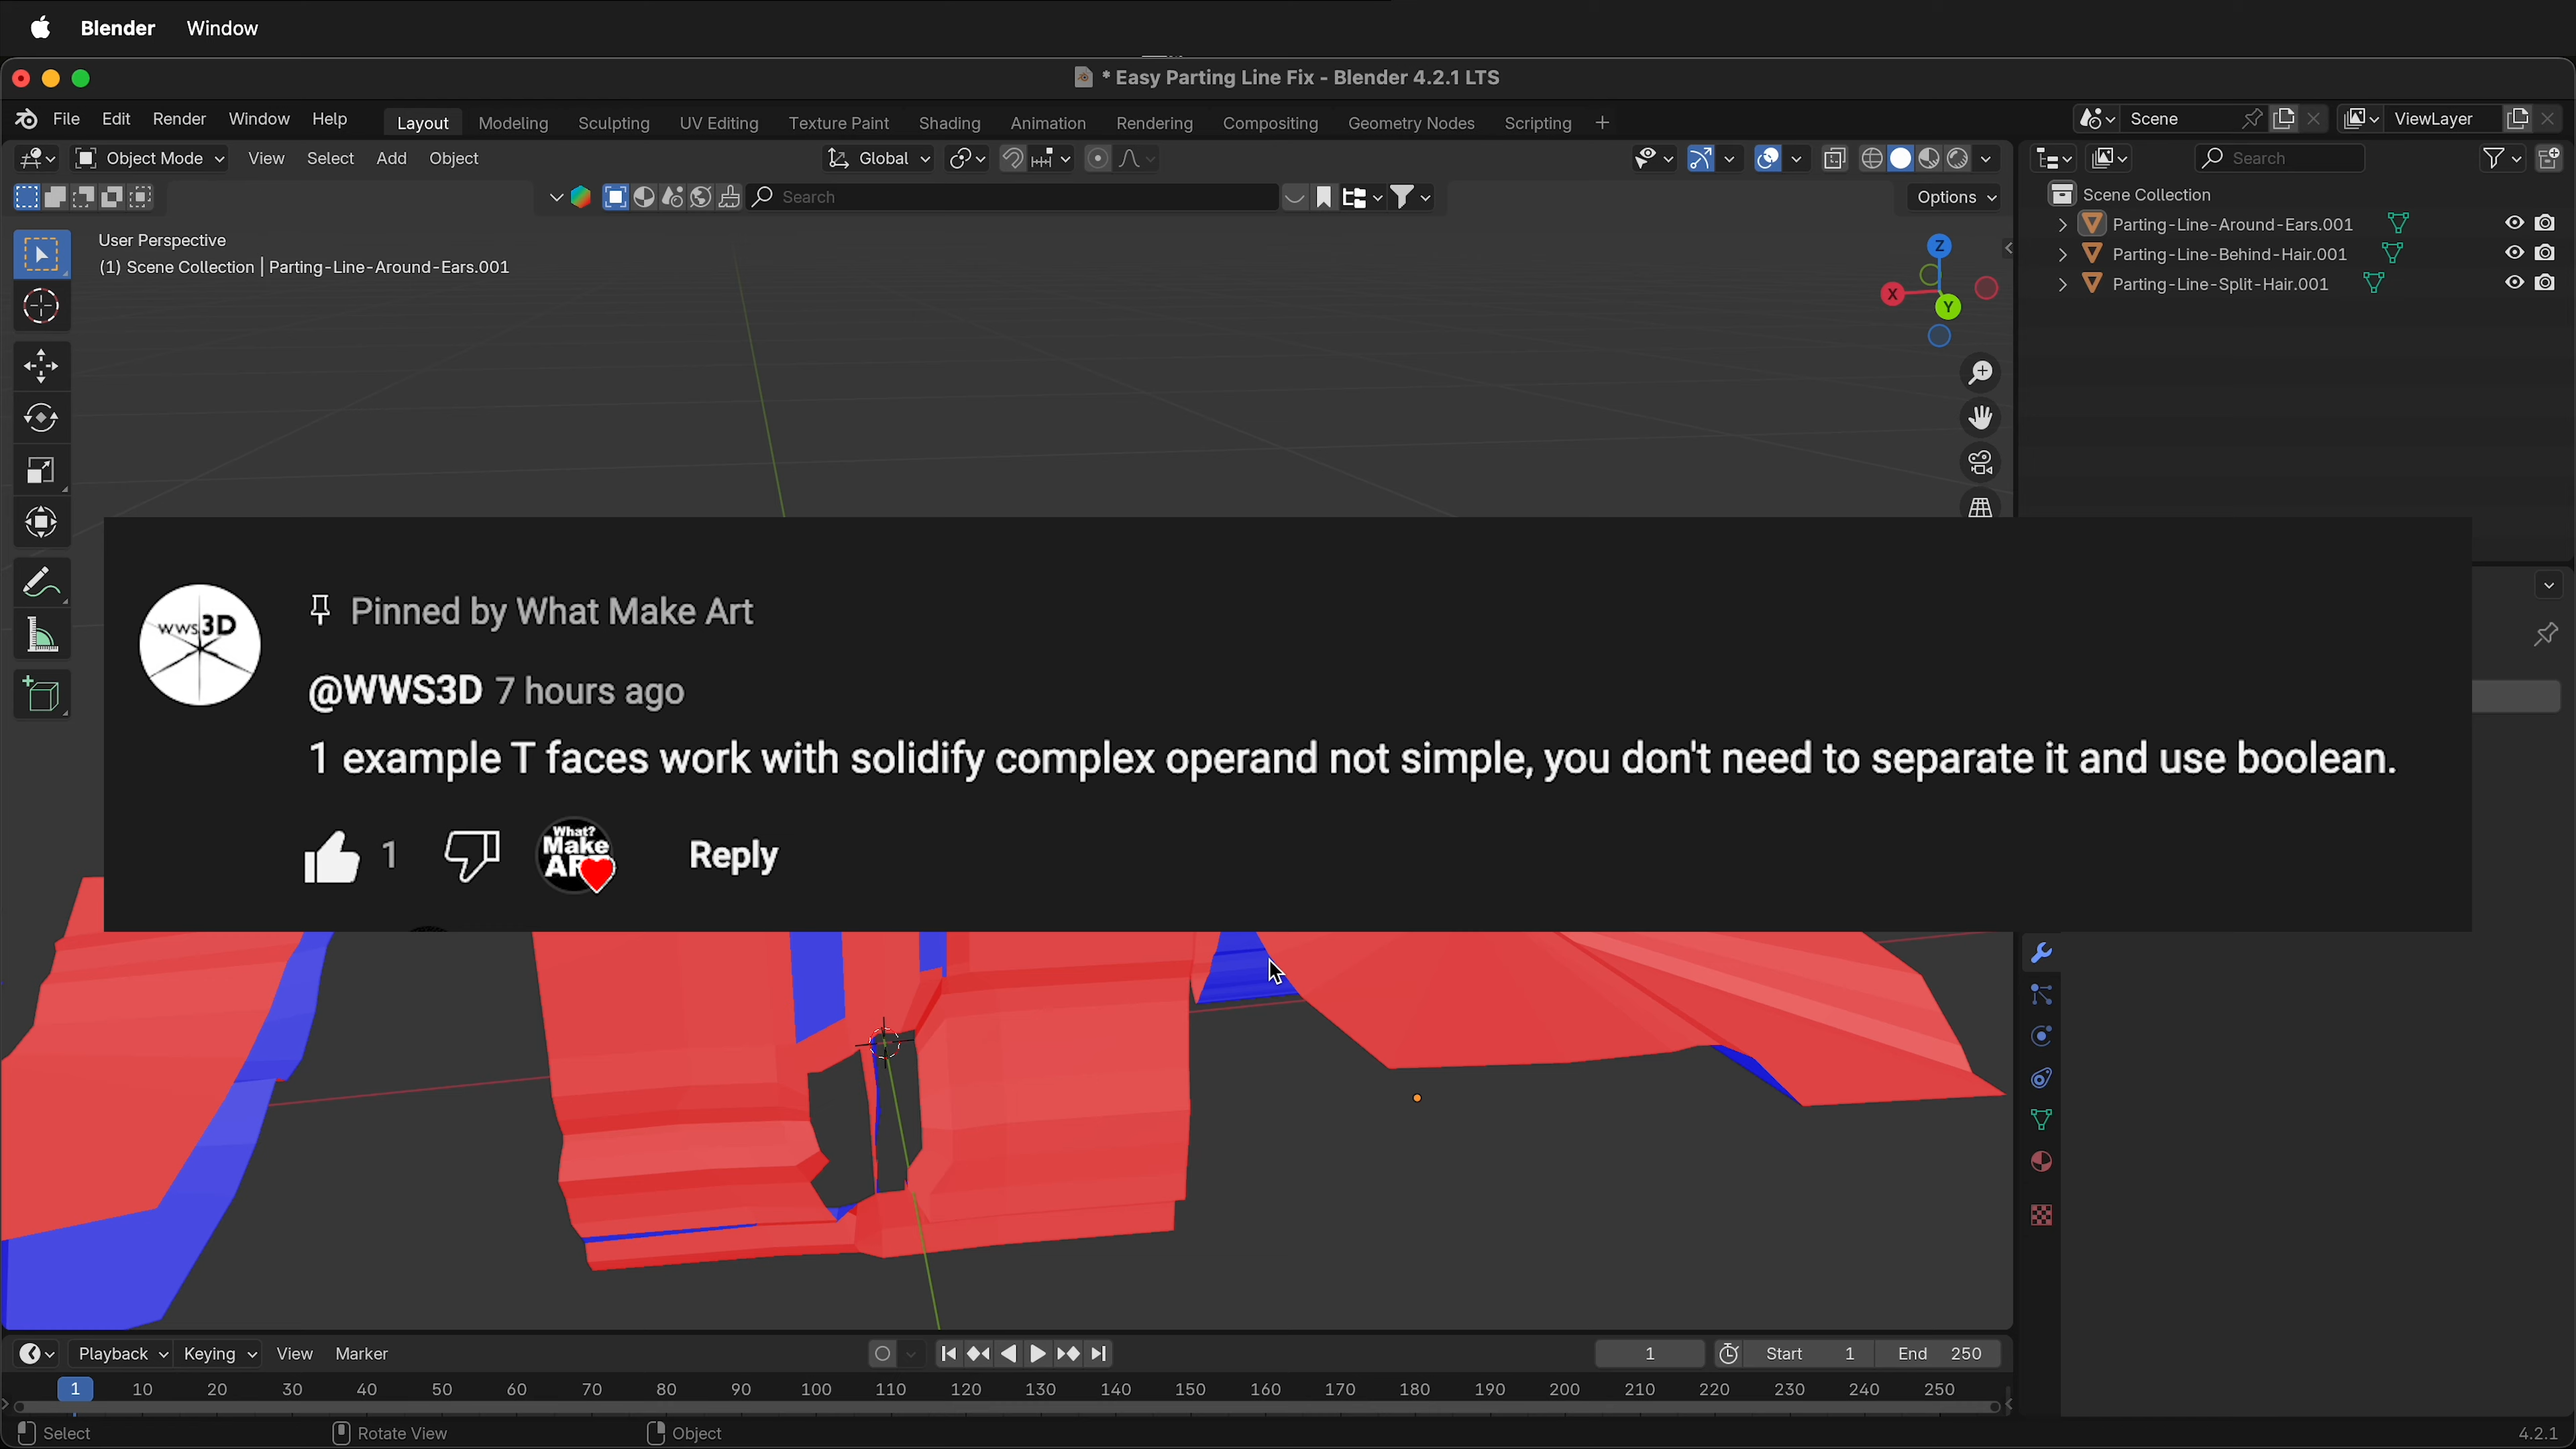 Blender Window
* Easy Parting Line Fix - Blender 4.2.1 LTS
File Edit Render Window Help Layout Modeling Sculpting UV Editing Texture Paint Shading Animation Rendering Compositing Geometry Nodes Scripting + Scene ViewLayer
Object Mode View Select Add Object Global Search
Search Options
Scene Collection
Parting-Line-Around-Ears.001
Parting-Line-Behind-Hair.001
Parting-Line-Split-Hair.001
User Perspective
(1) Scene Collection | Parting-Line-Around-Ears.001
Z
X
Y
Pinned by What Make Art
wws3D
@WWS3D 7 hours ago
1 example T faces work with solidify complex operand not simple, you don't need to separate it and use boolean.
1 Reply
What?
Make
Playback Keying View Marker 1 Start 1 End 250
1 10 20 30 40 50 60 70 80 90 100 110 120 130 140 150 160 170 180 190 200 210 220 230 240 250
Select Rotate View Object 4.2.1